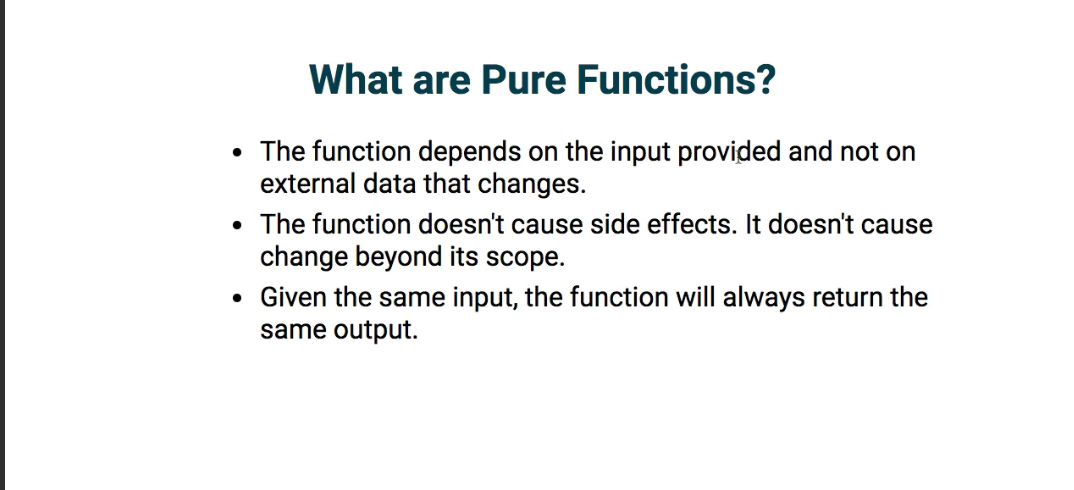 What are Pure Functions?
• The function depends on the input provided and not on
external data that changes.
• The function doesn't cause side effects. It doesn't cause
change beyond its scope.
• Given the same input, the function will always return the
same output.